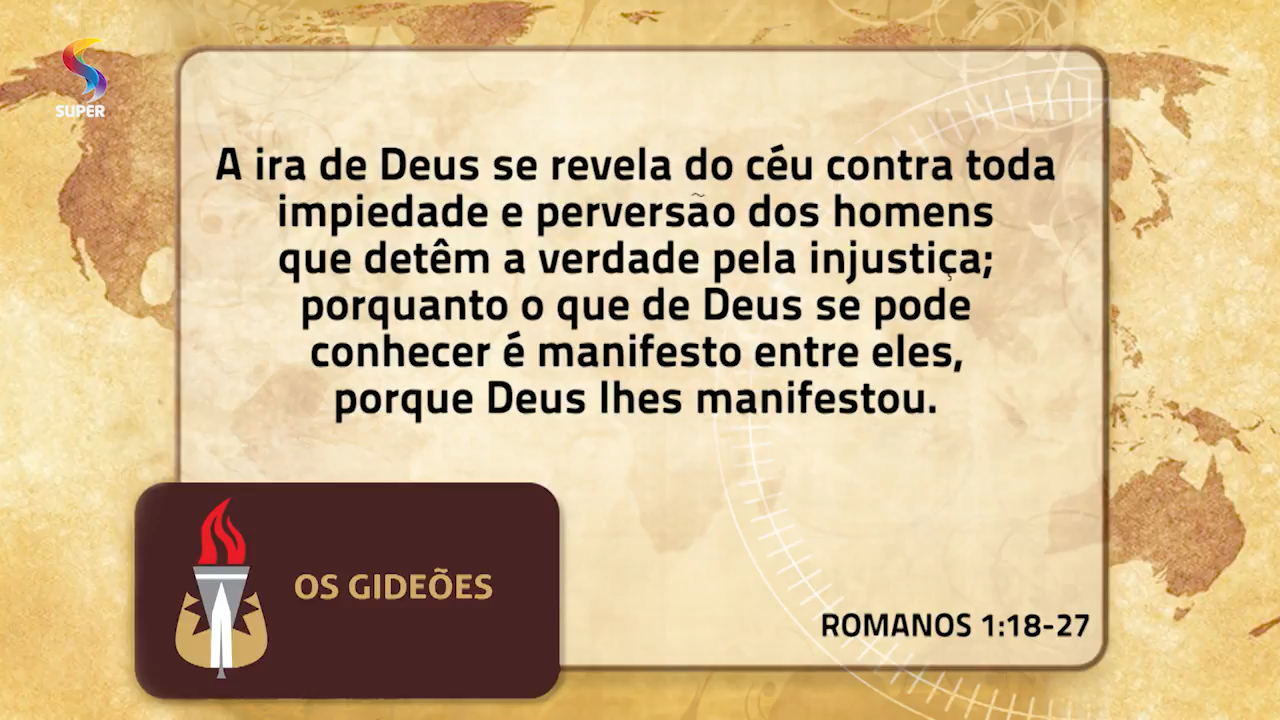 SUPER
A ira de Deus se revela do céu contra toda
impiedade e perversão dos homens
que detêm a verdade pela injustiça;
porquanto o que de Deus se pode
conhecer é manifesto entre eles,
porque Deus lhes manifestou.
OS GIDEÕES
ROMANOS 1:18-27